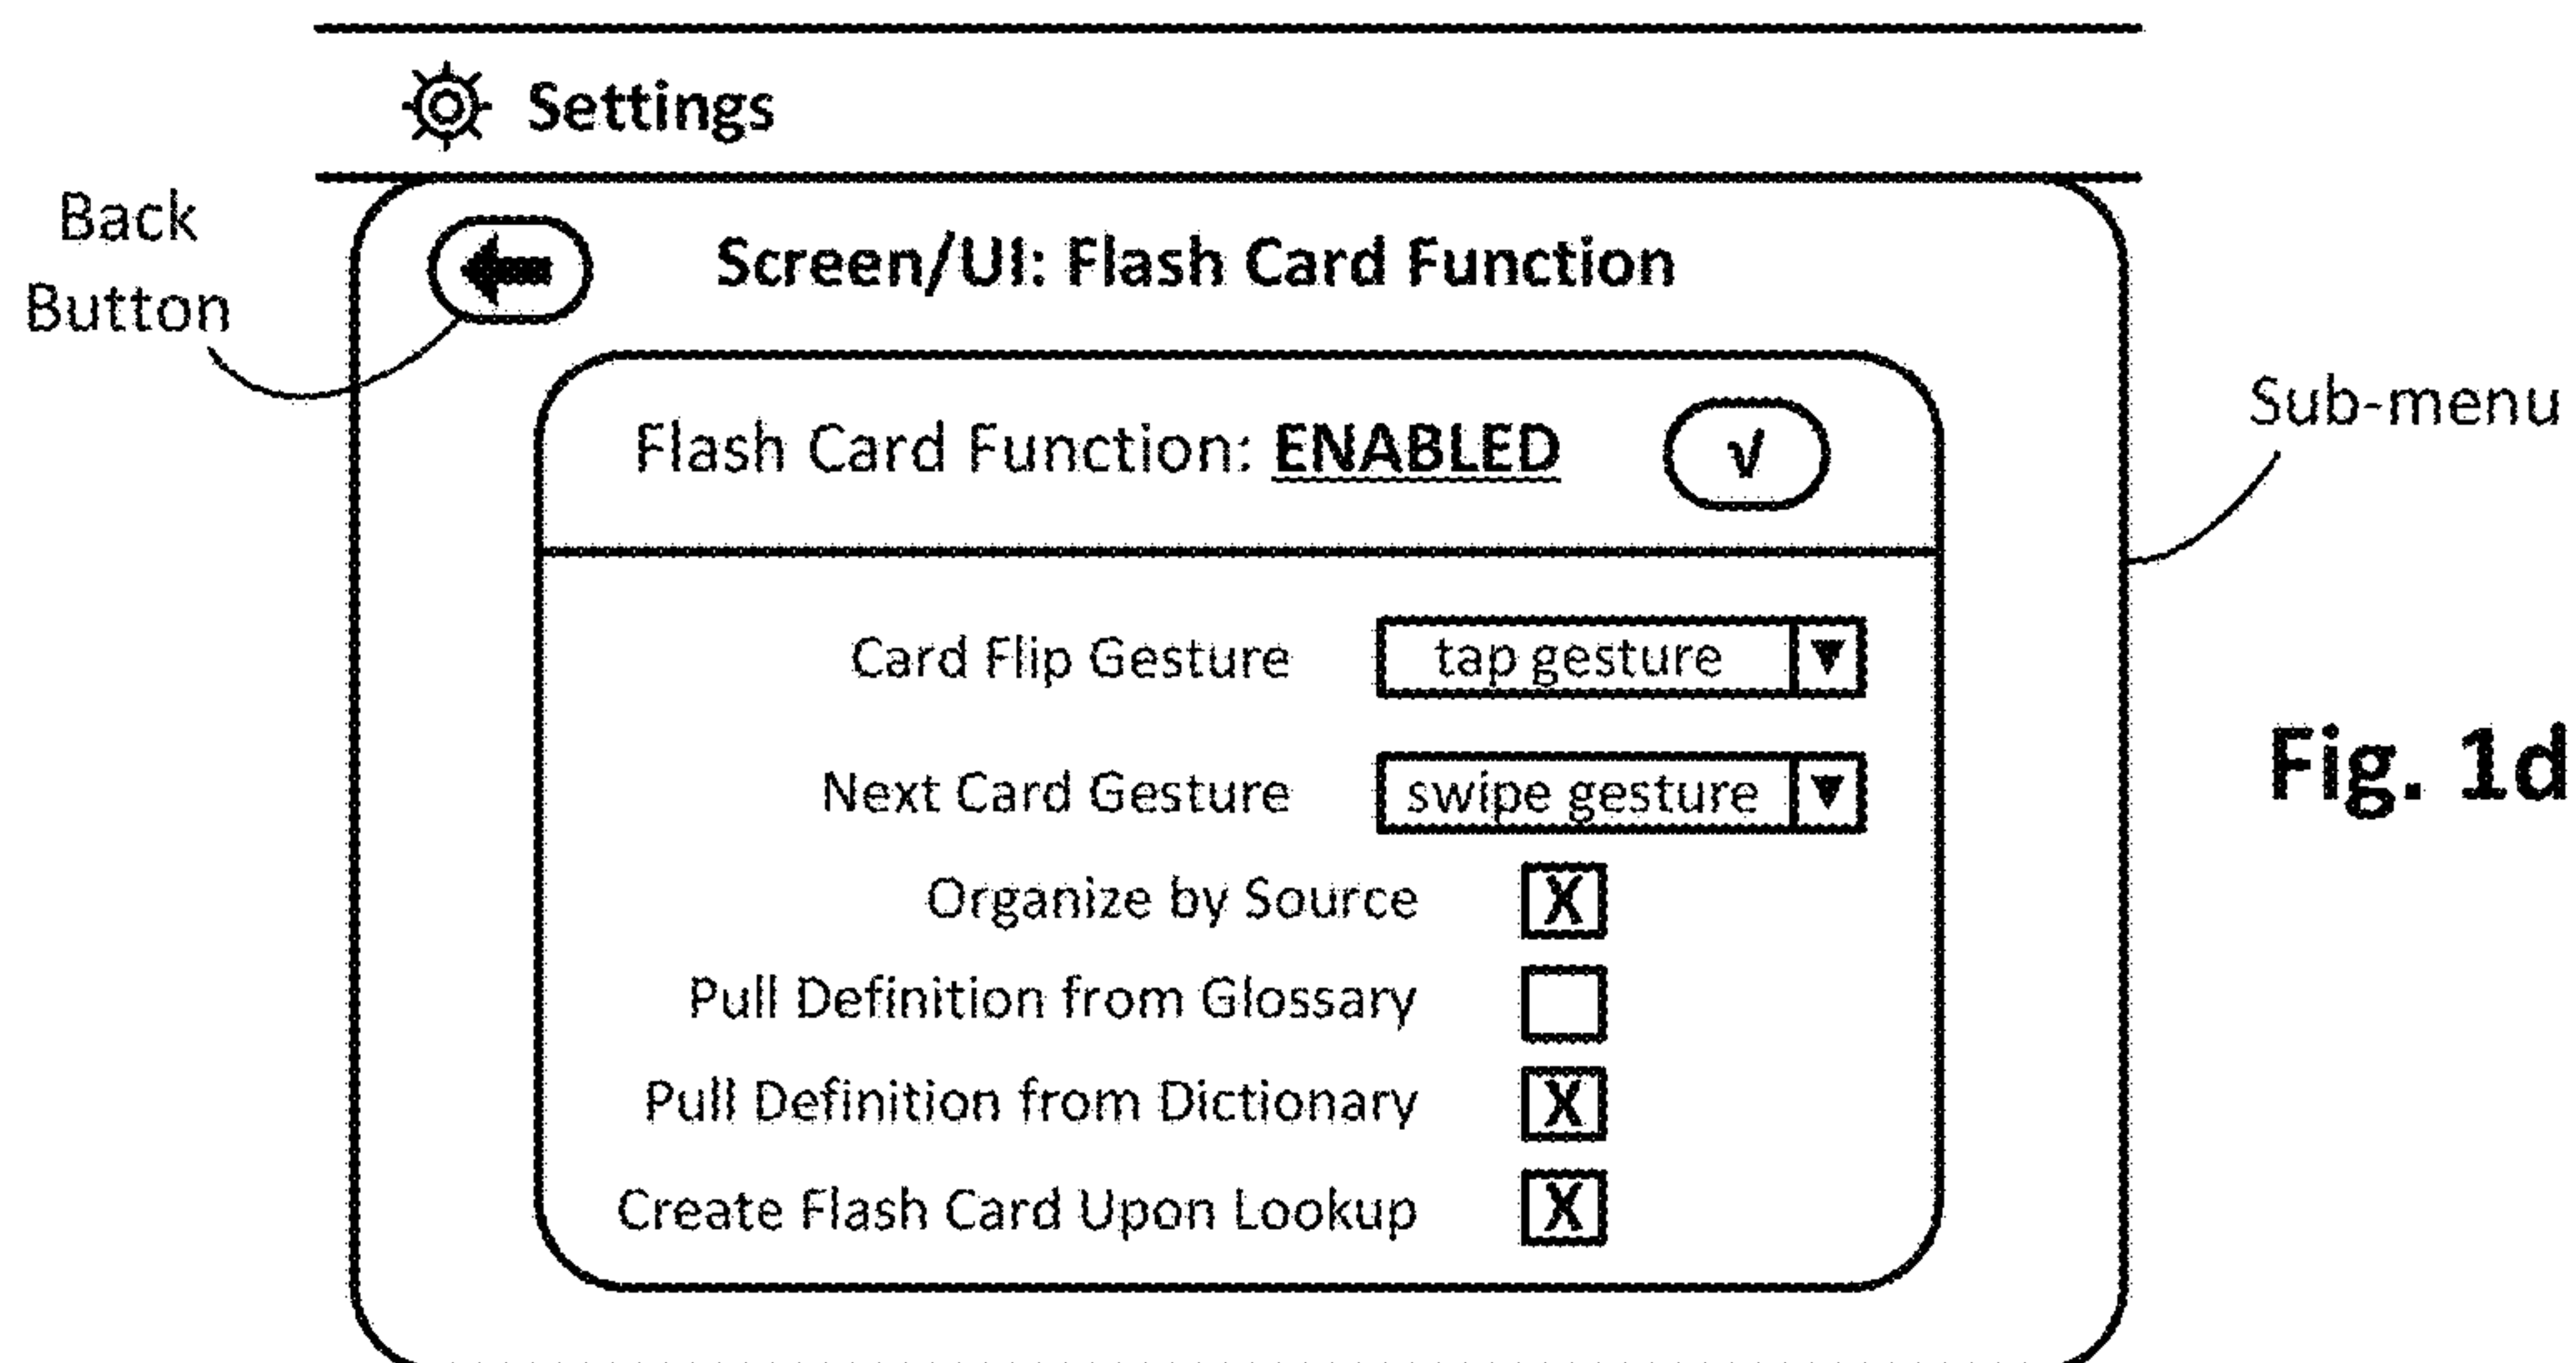 Settings
Back
Button
Screen/UI: Flash Card Function
Flash Card Function: ENABLED √
Sub-menu
Card Flip Gesture tap gesture ▼
Next Card Gesture swipe gesture ▼
Fig. 1d
Organize by Source X
Pull Definition from Glossary
Pull Definition from Dictionary X
Create Flash Card Upon Lookup X